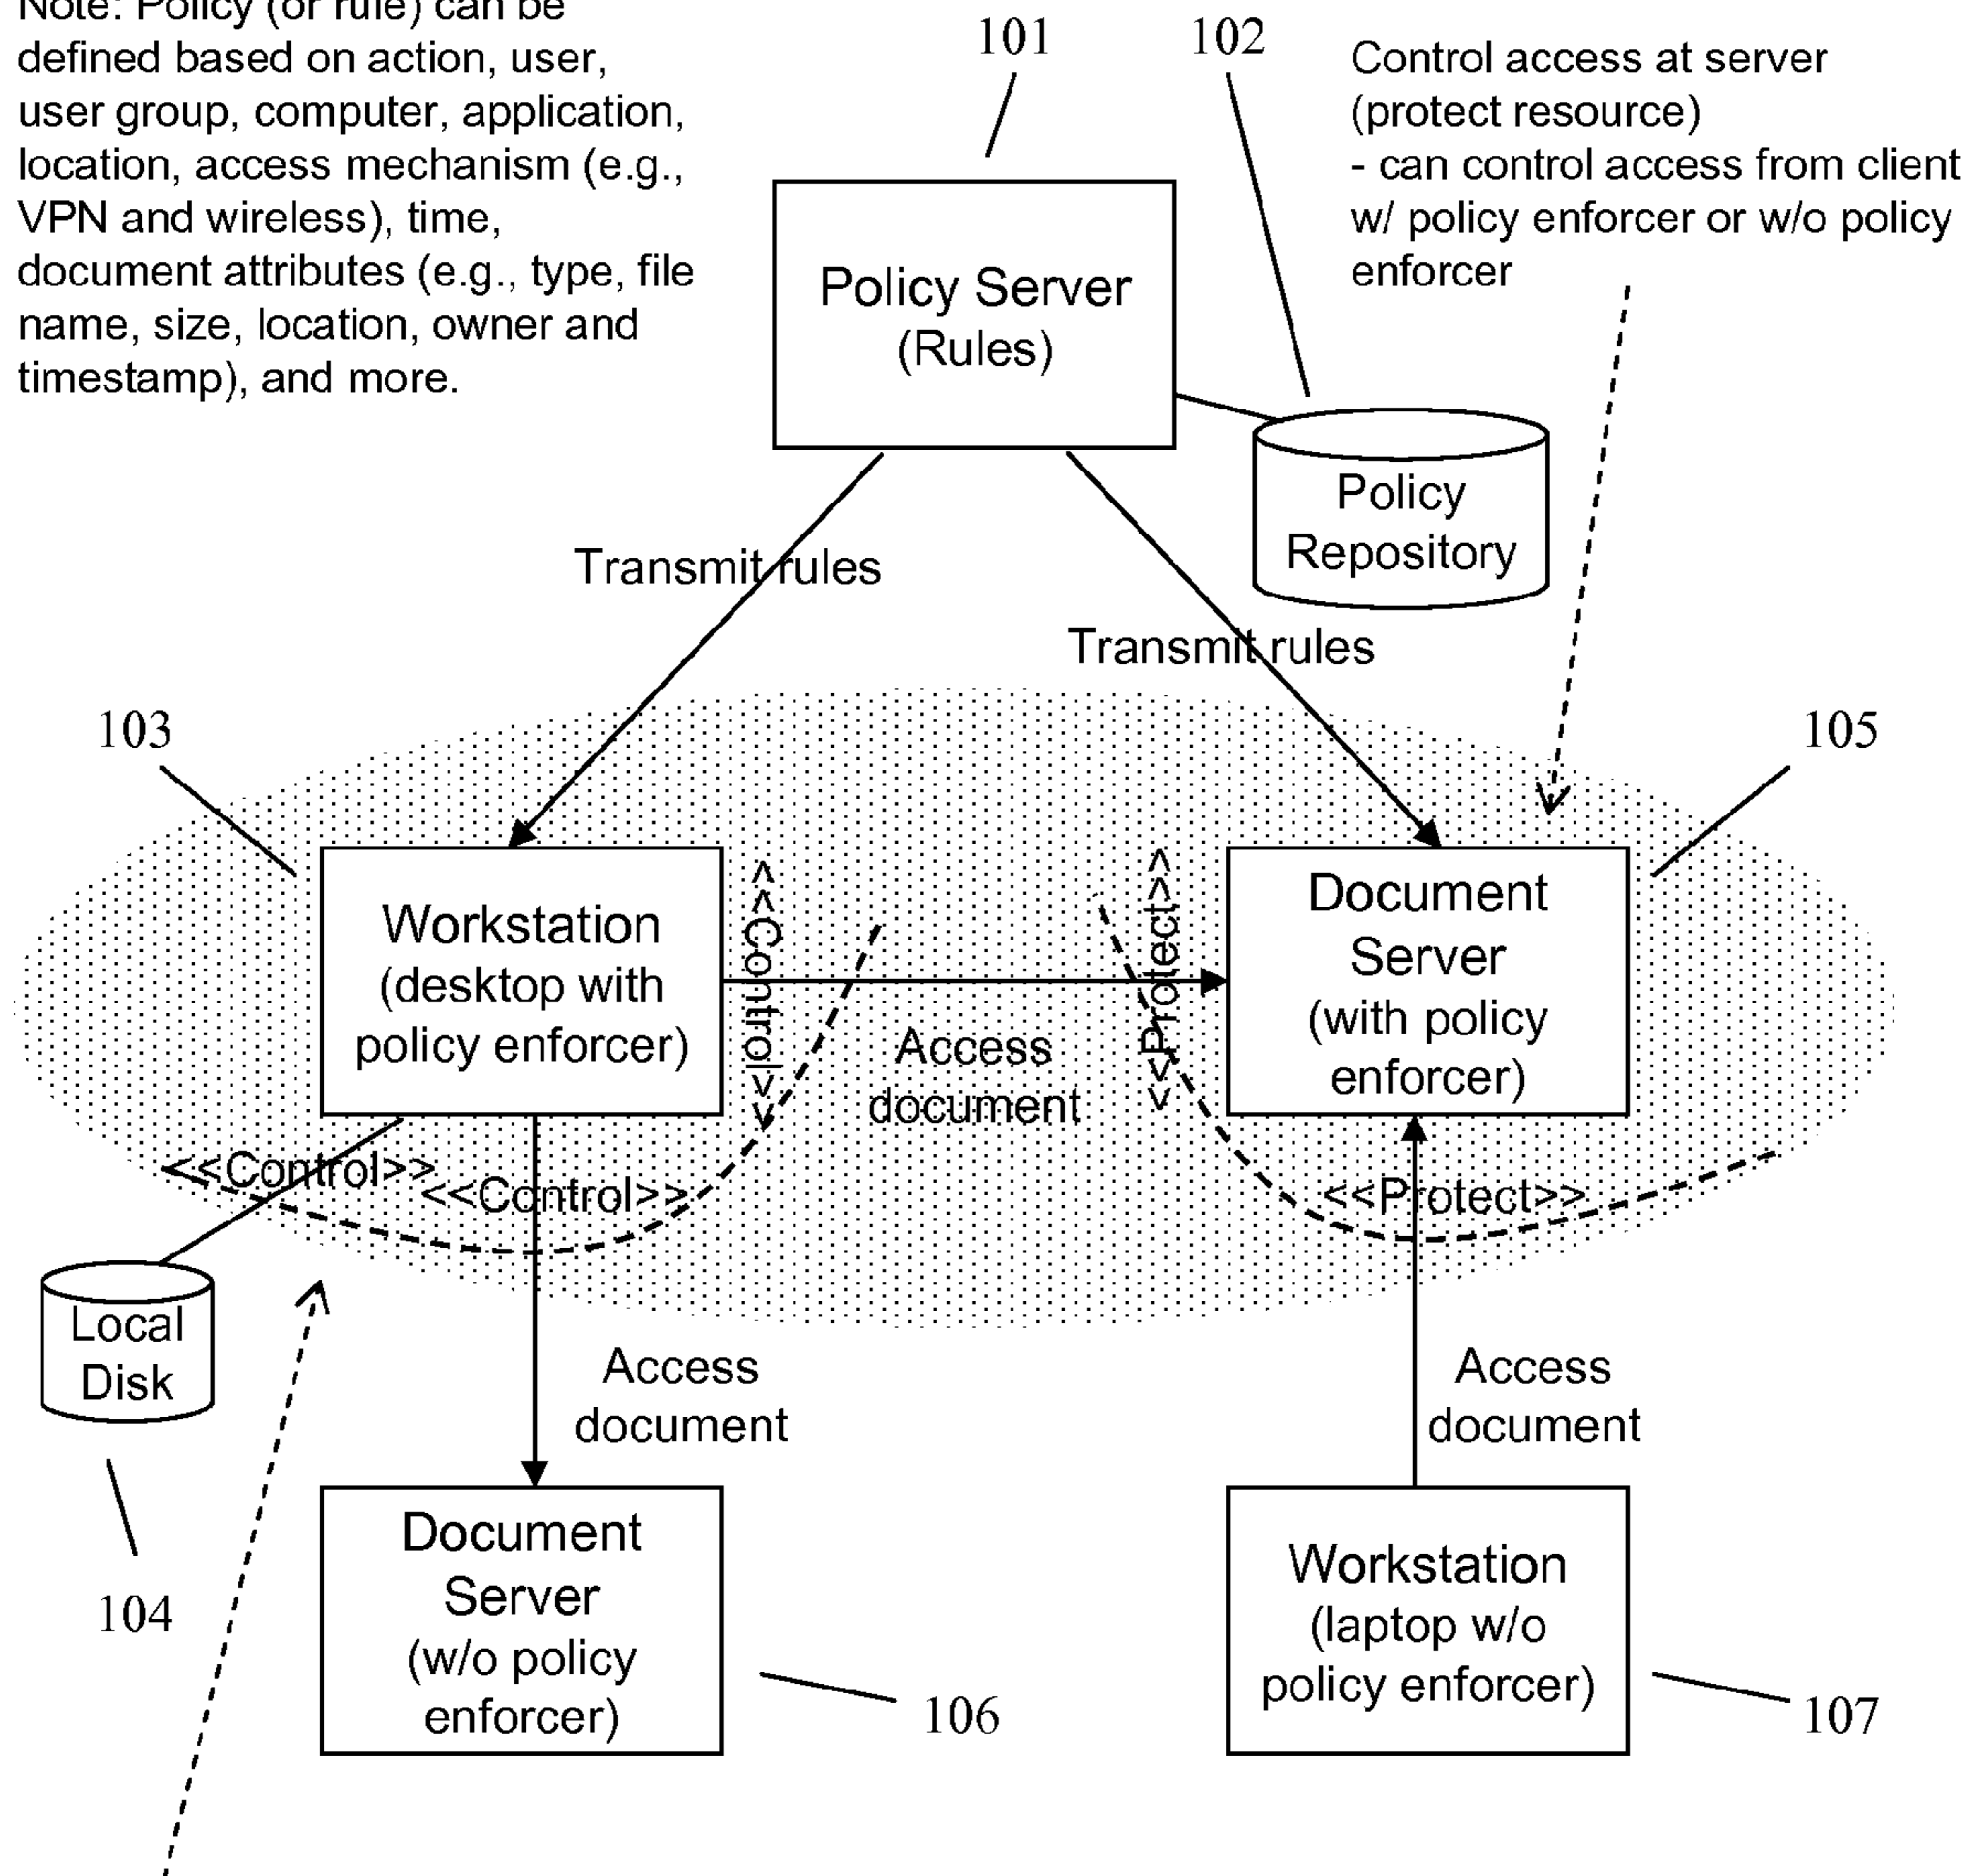 Note: Policy (or rule) can be
defined based on action, user,
user group, computer, application,
location, access mechanism (e.g.,
VPN and wireless), time,
document attributes (e.g., type, file
name, size, location, owner and
timestamp), and more.
101
102
Control access at server
(protect resource)
- can control access from client
w/ policy enforcer or w/o policy
enforcer
Policy Server
(Rules)
Policy
Repository
Transmit rules
Transmit rules
103
105
Workstation
(desktop with
policy enforcer)
<<Control>>
Access
document
<<Protect>>
Document
Server
(with policy
enforcer)
<<Control>>
<<Control>>
<<Protect>>
Local
Disk
104
Access
document
Access
document
Document
Server
(w/o policy
enforcer)
106
Workstation
(laptop w/o
policy enforcer)
107